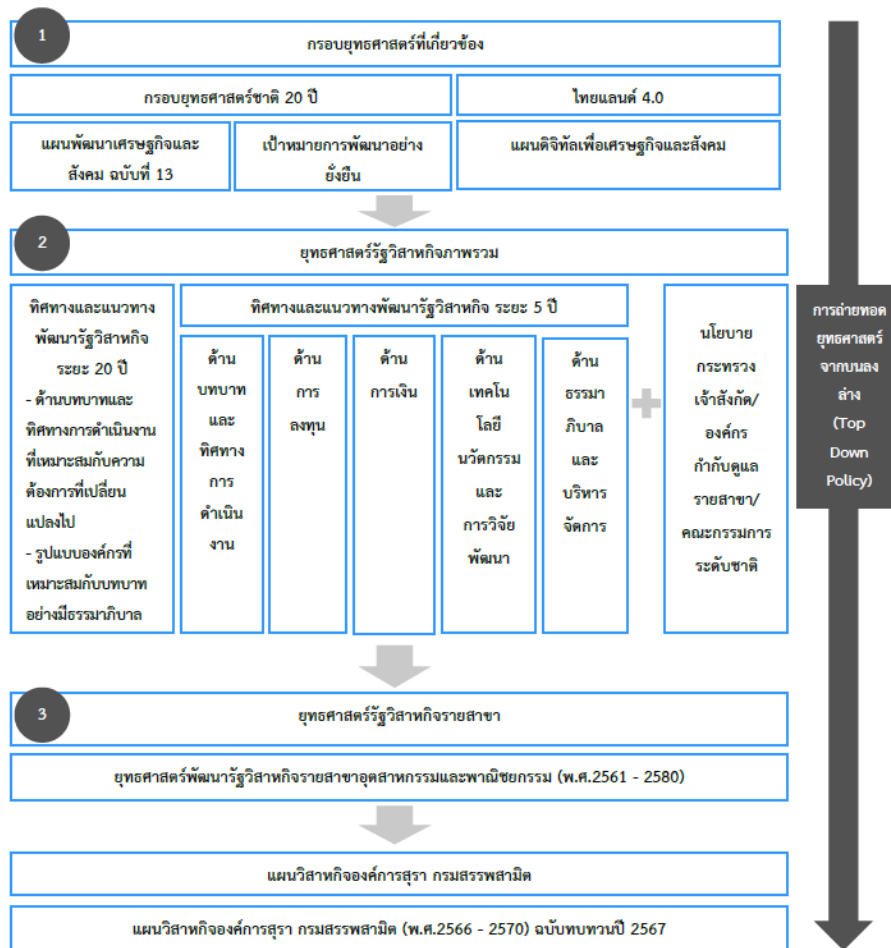 1
กรอบยุทธศาสตร์ที่เกี่ยวข้อง
กรอบยุทธศาสตร์ชาติ 20 ปี
ไทยแลนด์ 4.0
แผนพัฒนาเศรษฐกิจและ
สังคม ฉบับที่ 13
เป้าหมายการพัฒนาอย่าง
ยั่งยืน
แผนดิจิทัลเพื่อเศรษฐกิจและสังคม
2
ยุทธศาสตร์รัฐวิสาหกิจภาพรวม
ทิศทางและแนวทาง
พัฒนารัฐวิสาหกิจ
ระยะ 20 ปี
- ด้านบทบาทและ
ทิศทางการดำเนินงาน
ที่เหมาะสมกับความ
ต้องการที่เปลี่ยน
แปลงไป
- รูปแบบองค์กรที่
เหมาะสมกับบทบาท
อย่างมีธรรมาภิบาล
ทิศทางและแนวทางพัฒนารัฐวิสาหกิจ ระยะ 5 ปี
ด้าน
บทบาท
และ
ทิศทาง
การ
ดำเนิน
งาน
ด้าน
การ
ลงทุน
ด้าน
การเงิน
ด้าน
เทคโน
โลยี
นวัตกรรม
และ
การวิจัย
พัฒนา
ด้าน
ธรรมา
ภิบาล
และ
บริหาร
จัดการ
นโยบาย
กระทรวง
เจ้าสังกัด/
องค์กร
กำกับดูแล
รายสาขา/
คณะกรรมการ
ระดับชาติ
3
ยุทธศาสตร์รัฐวิสาหกิจรายสาขา
ยุทธศาสตร์พัฒนารัฐวิสาหกิจรายสาขาอุตสาหกรรมและพาณิชยกรรม (พ.ศ.2561 - 2580)
แผนวิสาหกิจองค์การสุรา กรมสรรพสามิต
แผนวิสาหกิจองค์การสุรา กรมสรรพสามิต (พ.ศ.2566 - 2570) ฉบับทบทวนปี 2567
การถ่ายทอด
ยุทธศาสตร์
จากบนลง
ล่าง
(Top
Down
Policy)